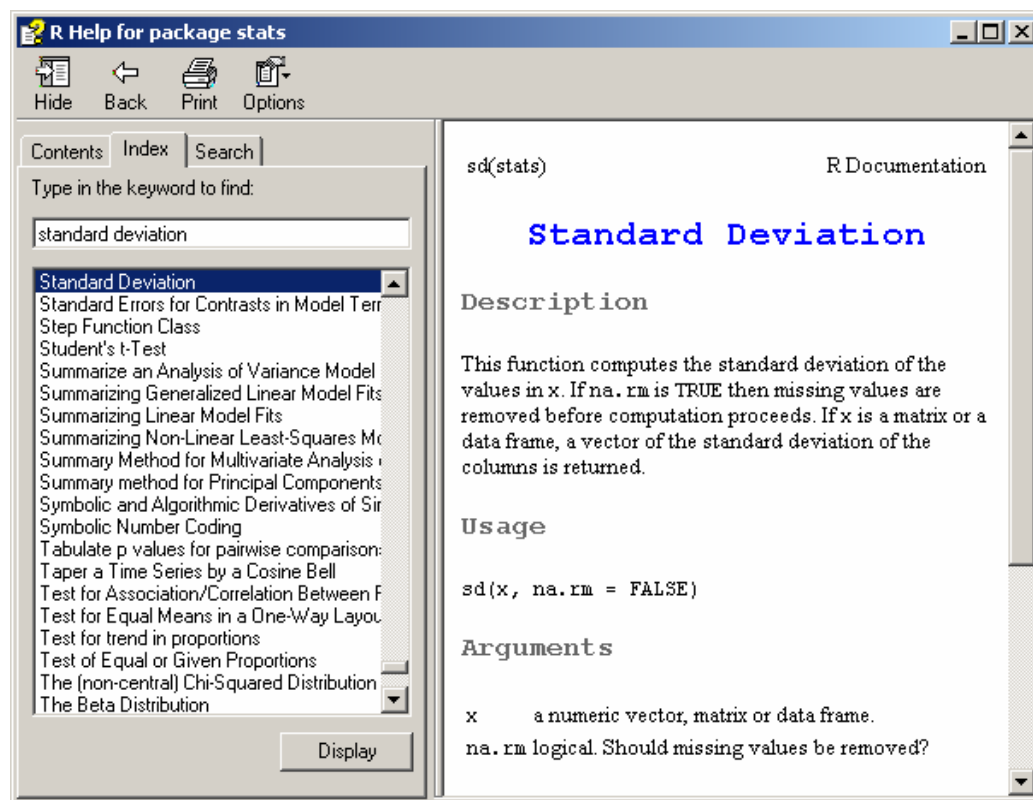 R Help for package stats
Hide Back Print Options
Contents Index Search
Type in the keyword to find:
standard deviation
Standard Deviation
Standard Errors for Contrasts in Model Terr
Step Function Class
Student's t-Test
Summarize an Analysis of Variance Model
Summarizing Generalized Linear Model Fits
Summarizing Linear Model Fits
Summarizing Non-Linear Least-Squares Mo
Summary Method for Multivariate Analysis
Summary method for Principal Components
Symbolic and Algorithmic Derivatives of Sir
Symbolic Number Coding
Tabulate p values for pairwise comparison
Taper a Time Series by a Cosine Bell
Test for Association/Correlation Between F
Test for Equal Means in a One-Way Layou
Test for trend in proportions
Test of Equal or Given Proportions
The (non-central) Chi-Squared Distribution
The Beta Distribution
Display
sd(stats) R Documentation
Standard Deviation
Description
This function computes the standard deviation of the
values in x. If na.rm is TRUE then missing values are
removed before computation proceeds. If x is a matrix or a
data frame, a vector of the standard deviation of the
columns is returned.
Usage
sd(x, na.rm = FALSE)
Arguments
x a numeric vector, matrix or data frame.
na.rm logical. Should missing values be removed?